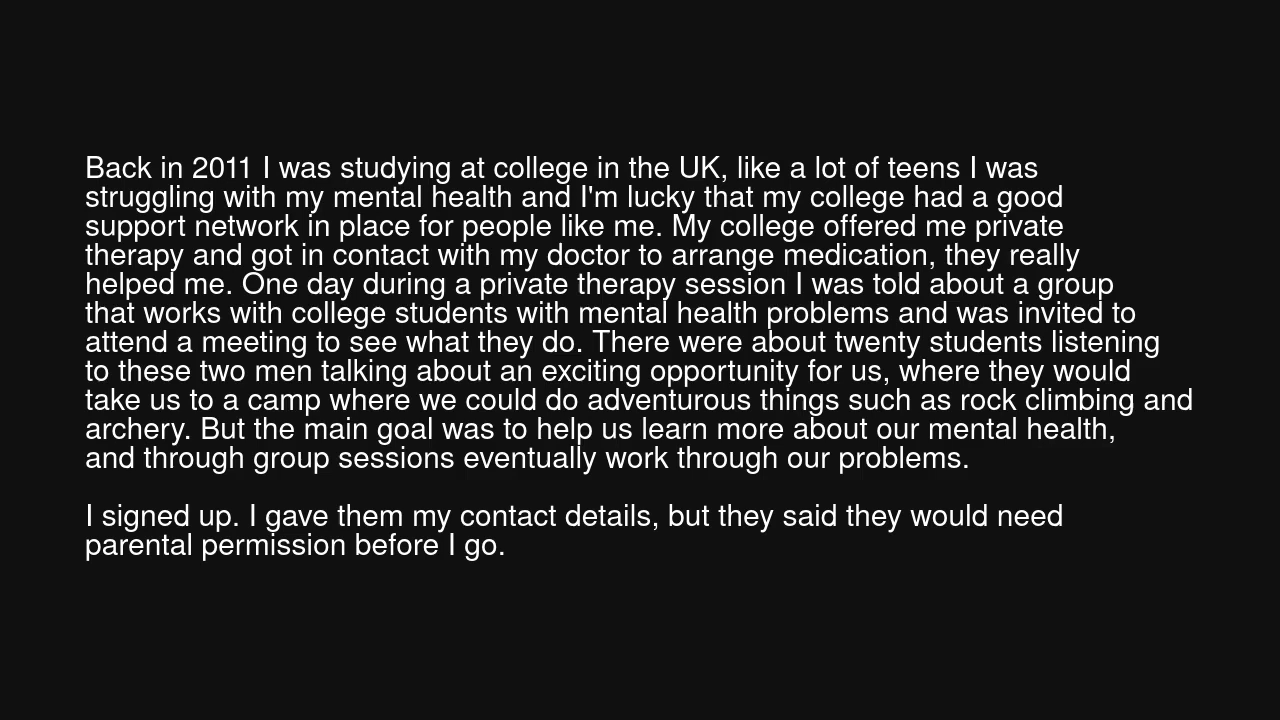 Back in 2011 I was studying at college in the UK, like a lot of teens I was
struggling with my mental health and I'm lucky that my college had a good
support network in place for people like me. My college offered me private
therapy and got in contact with my doctor to arrange medication, they really
helped me. One day during a private therapy session I was told about a group
that works with college students with mental health problems and was invited to
attend a meeting to see what they do. There were about twenty students listening
to these two men talking about an exciting opportunity for us, where they would
take us to a camp where we could do adventurous things such as rock climbing and
archery. But the main goal was to help us learn more about our mental health,
and through group sessions eventually work through our problems.

I signed up. I gave them my contact details, but they said they would need
parental permission before I go.